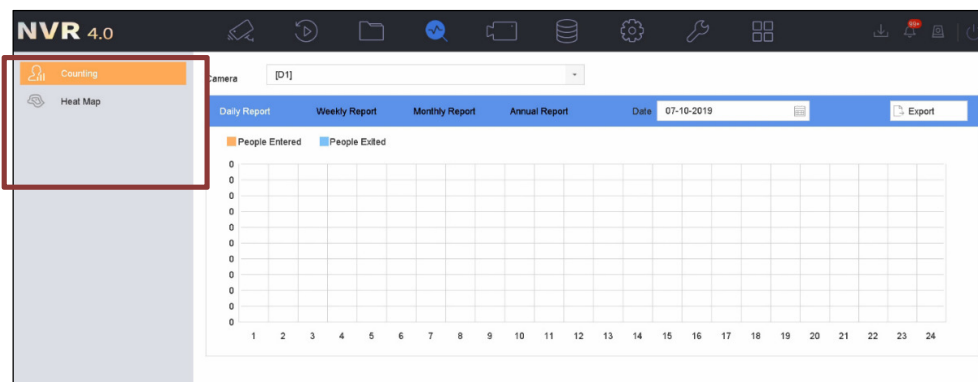 NVR 4.0
99+
Counting
Heat Map
Camera [D1]
Daily Report Weekly Report Monthly Report Annual Report Date 07-10-2019 Export
People Entered People Exited
0
0
0
0
0
0
0
0
0
0
0
1 2 3 4 5 6 7 8 9 10 11 12 13 14 15 16 17 18 19 20 21 22 23 24